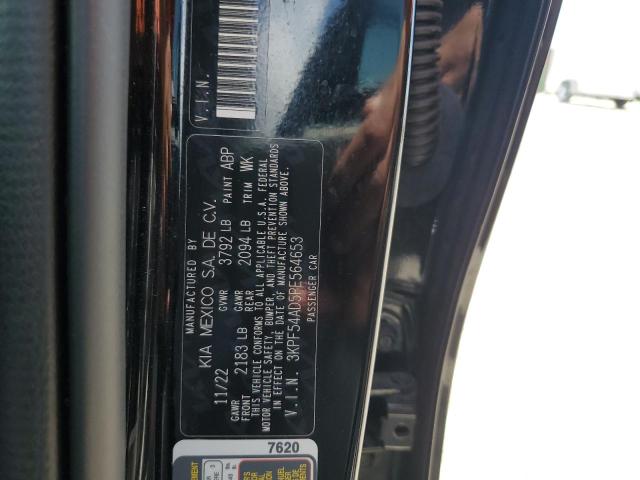 MANUFACTURED BY
KIA MEXICO S.A. DE C.V.
11/22 GVWR 3792 LB PAINT ABP
GAWR FRONT 2183 LB GAWR REAR 2094 LB TRIM WK
THIS VEHICLE CONFORMS TO ALL APPLICABLE U.S.A. FEDERAL
MOTOR VEHICLE SAFETY, BUMPER, AND THEFT PREVENTION STANDARDS
IN EFFECT ON THE DATE OF MANUFACTURE SHOWN ABOVE.
V.I.N. 3KPF54AD5PE564653
PASSENGER CAR
V.I.N.
7620